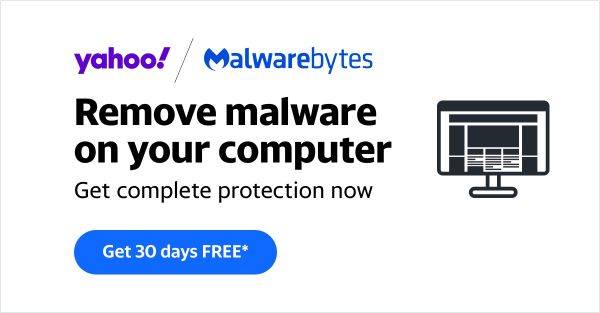 yahoo! / Malwarebytes
Remove malware
on your computer
Get complete protection now
Get 30 days FREE*